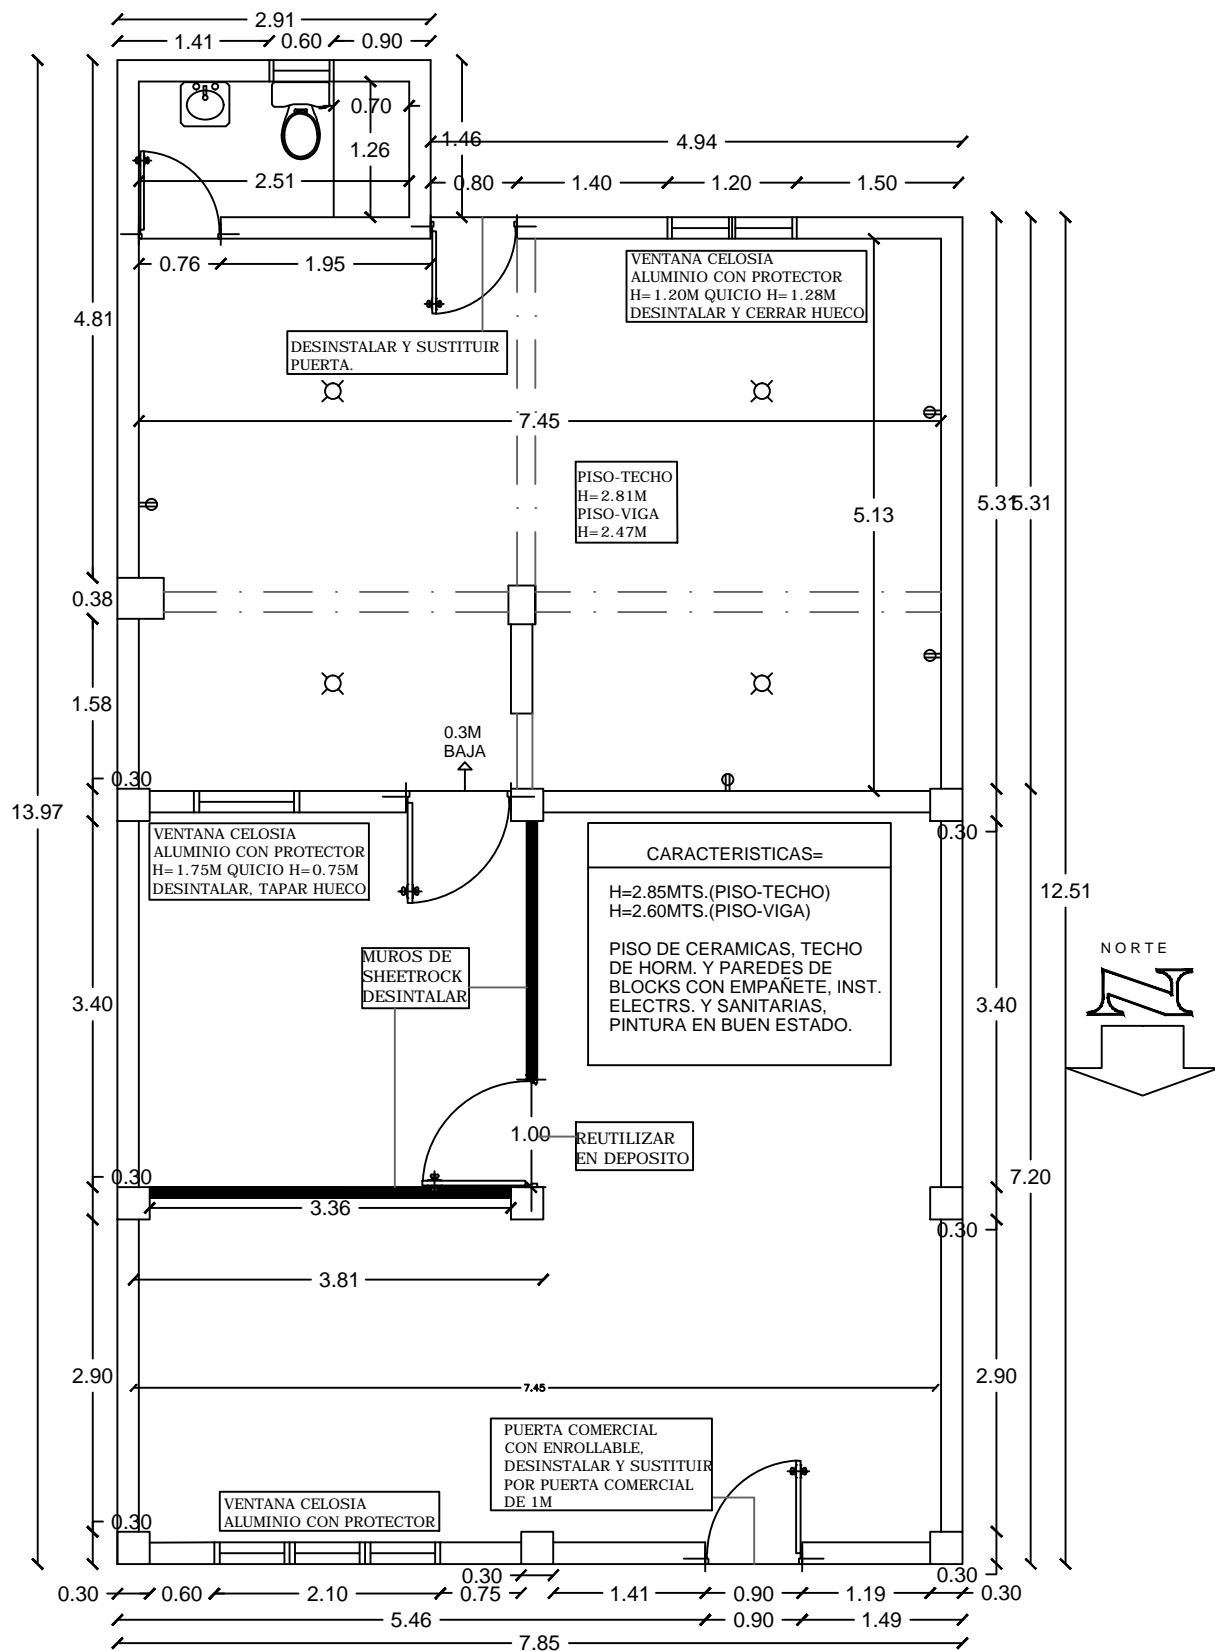 2.91
1.41
0.60
0.90
0.70
1.46
1.26
4.94
2.51
0.80
1.40
1.20
1.50
0.76
1.95
VENTANA CELOSIA
ALUMINIO CON PROTECTOR
H=1.20M QUICIO H=1.28M
DESINTALAR Y CERRAR HUECO
4.81
DESINSTALAR Y SUSTITUIR
PUERTA.
7.45
PISO-TECHO
H=2.81M
PISO-VIGA
H=2.47M
5.13
5.31
5.31
0.38
1.58
0.3M
BAJA
0.30
13.97
VENTANA CELOSIA
ALUMINIO CON PROTECTOR
H=1.75M QUICIO H=0.75M
DESINTALAR, TAPAR HUECO
0.30
CARACTERISTICAS=
H=2.85MTS.(PISO-TECHO)
H=2.60MTS.(PISO-VIGA)
PISO DE CERAMICAS, TECHO
DE HORM. Y PAREDES DE
BLOCKS CON EMPAÑETE, INST.
ELECTRS. Y SANITARIAS,
PINTURA EN BUEN ESTADO.
12.51
NORTE
N
MUROS DE
SHEETROCK
DESINTALAR
3.40
3.40
1.00
REUTILIZAR
EN DEPOSITO
0.30
7.20
3.36
0.30
3.81
2.90
2.90
7.45
PUERTA COMERCIAL
CON ENROLLABLE,
DESINSTALAR Y SUSTITUIR
POR PUERTA COMERCIAL
DE 1M
VENTANA CELOSIA
ALUMINIO CON PROTECTOR
0.30
0.30
0.30
0.30
0.60
2.10
0.75
1.41
0.90
1.19
0.30
5.46
0.90
1.49
7.85